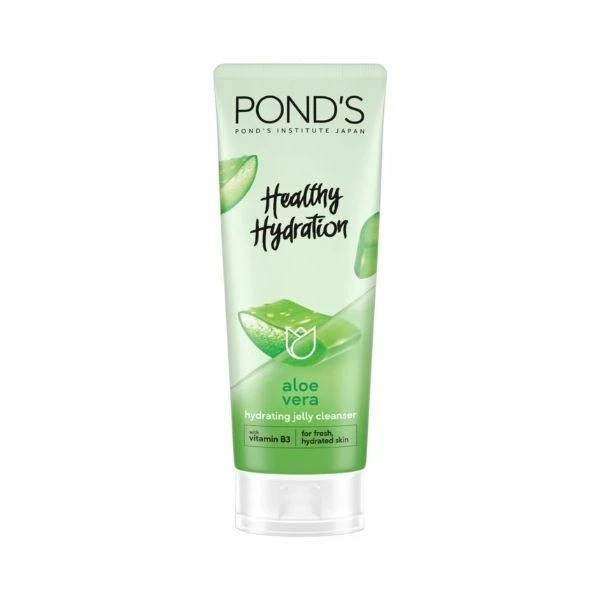 POND'S
POND'S INSTITUTE JAPAN
Healthy
Hydration
aloe
vera
hydrating jelly cleanser
with
vitamin B3
for fresh,
hydrated skin